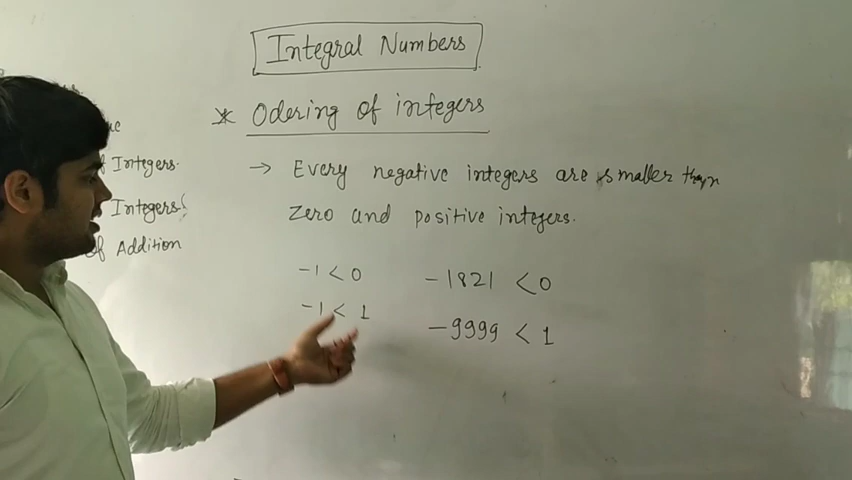 Integral Numbers
* Odering of integers
→ Every negative integers are smaller than
Zero and positive integers.
-1 < 0
-1821 < 0
-1 < 1
-9999 < 1
Integers.
Integers
of Addition